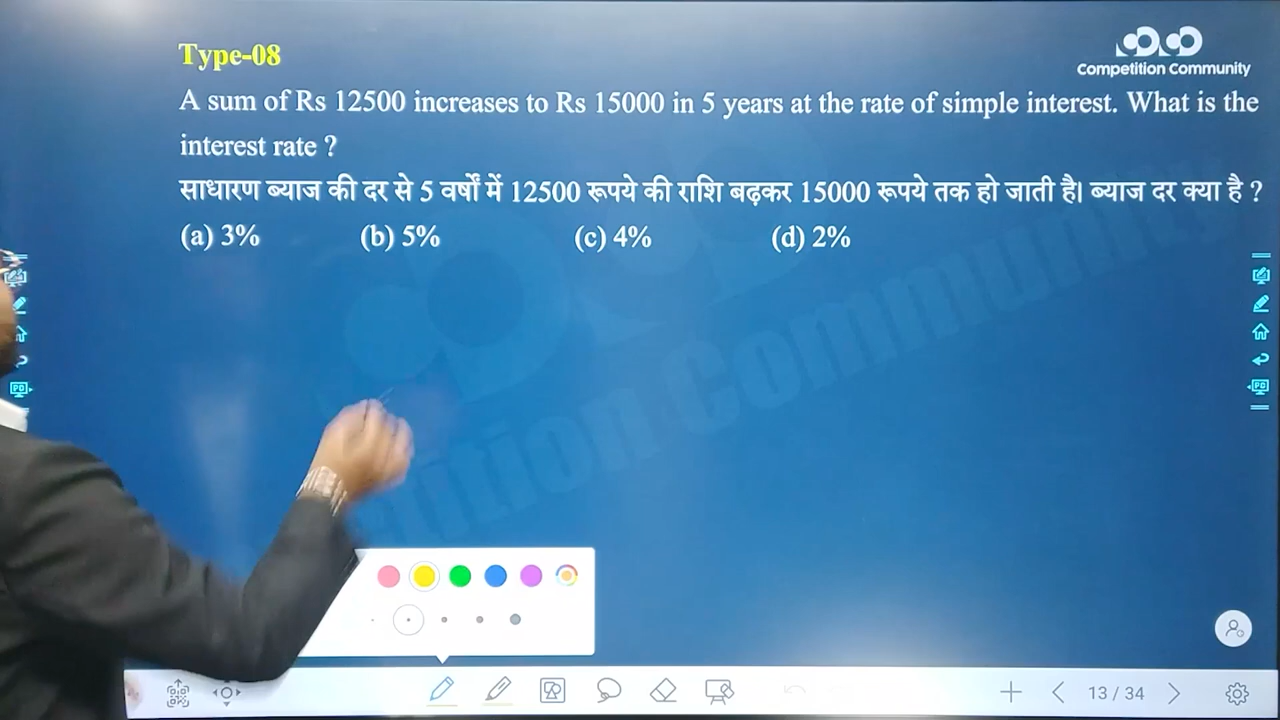 Type-08
Competition Community
A sum of Rs 12500 increases to Rs 15000 in 5 years at the rate of simple interest. What is the
interest rate ?
साधारण ब्याज की दर से 5 वर्षों में 12500 रूपये की राशि बढ़कर 15000 रूपये तक हो जाती है। ब्याज दर क्या है ?
(a) 3% (b) 5% (c) 4% (d) 2%
Community
13 / 34